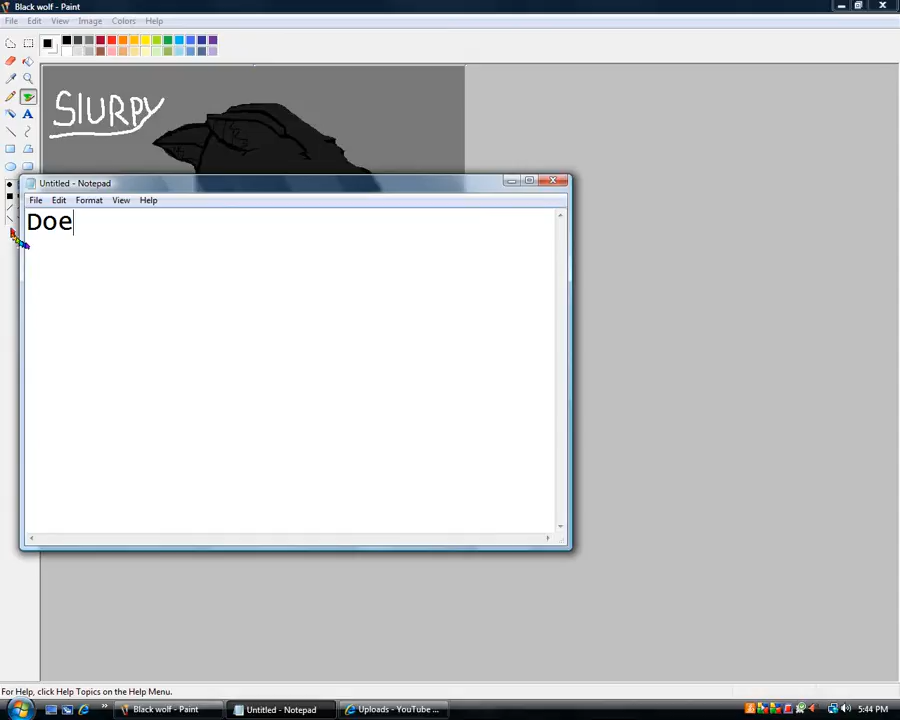 Black wolf - Paint
File Edit View Image Colors Help
SlURPY
Untitled - Notepad
File Edit Format View Help
Doe
For Help, click Help Topics on the Help Menu.
Black wolf - Paint Untitled - Notepad Uploads - YouTube ... 5:44 PM